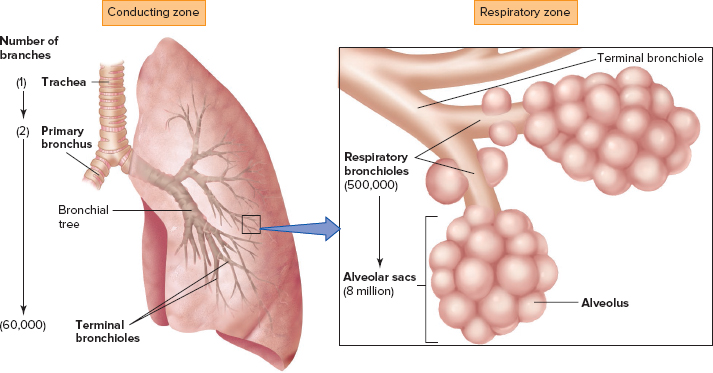 Conducting zone
Respiratory zone
Number of
branches
(1)
Trachea
(2)
Primary
bronchus
Bronchial
tree
(60,000)
Terminal
bronchioles
Terminal bronchiole
Respiratory
bronchioles
(500,000)
Alveolar sacs
(8 million)
Alveolus